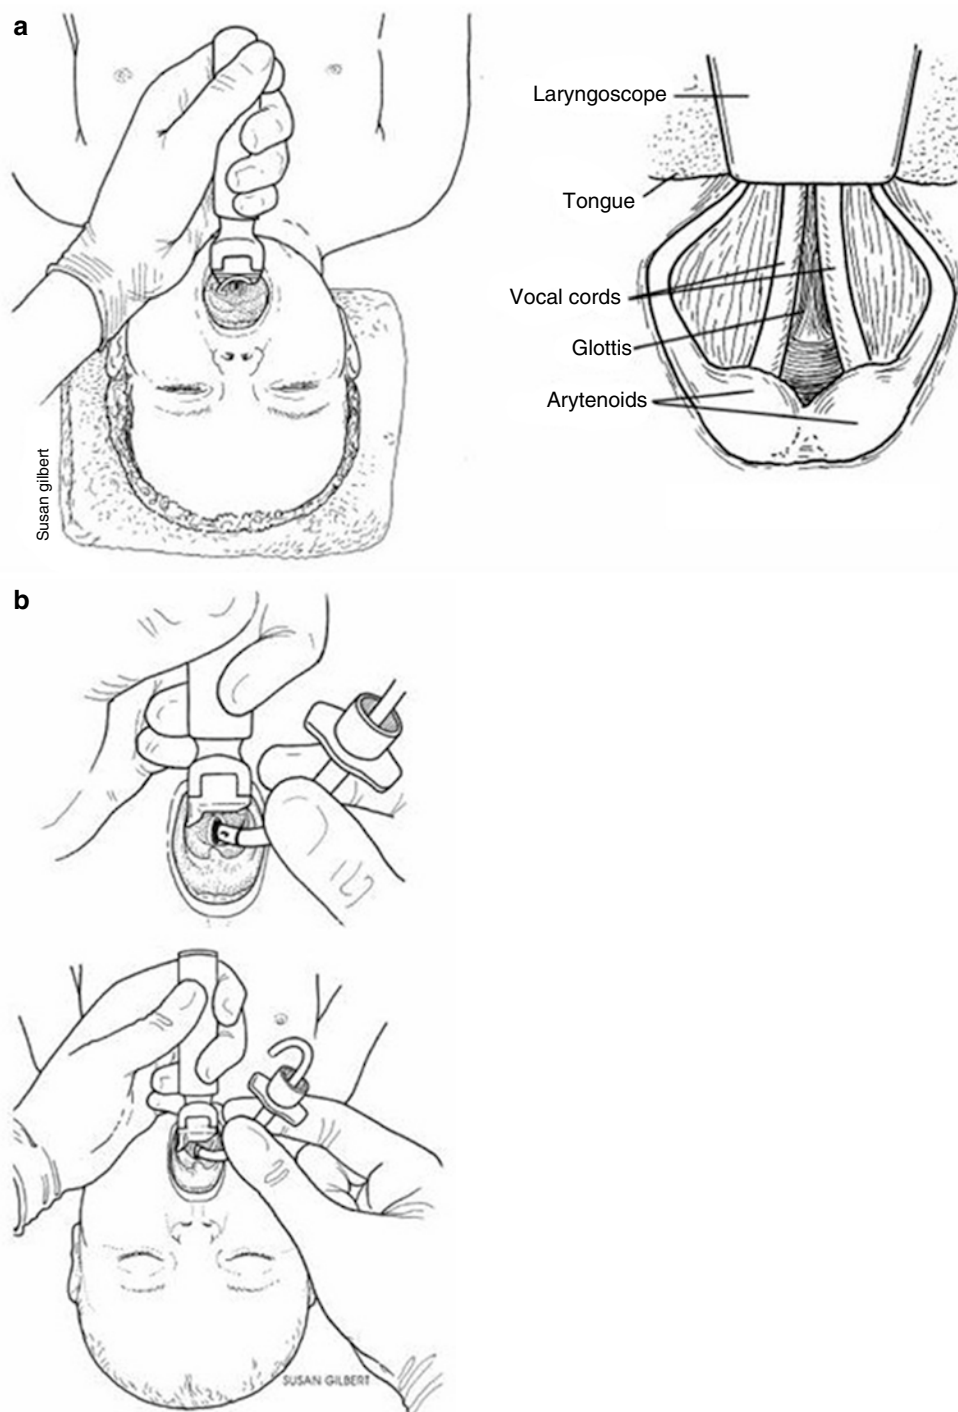 a
Laryngoscope
Tongue
Vocal cords
Glottis
Arytenoids
Susan gilbert
b
SUSAN GILBERT